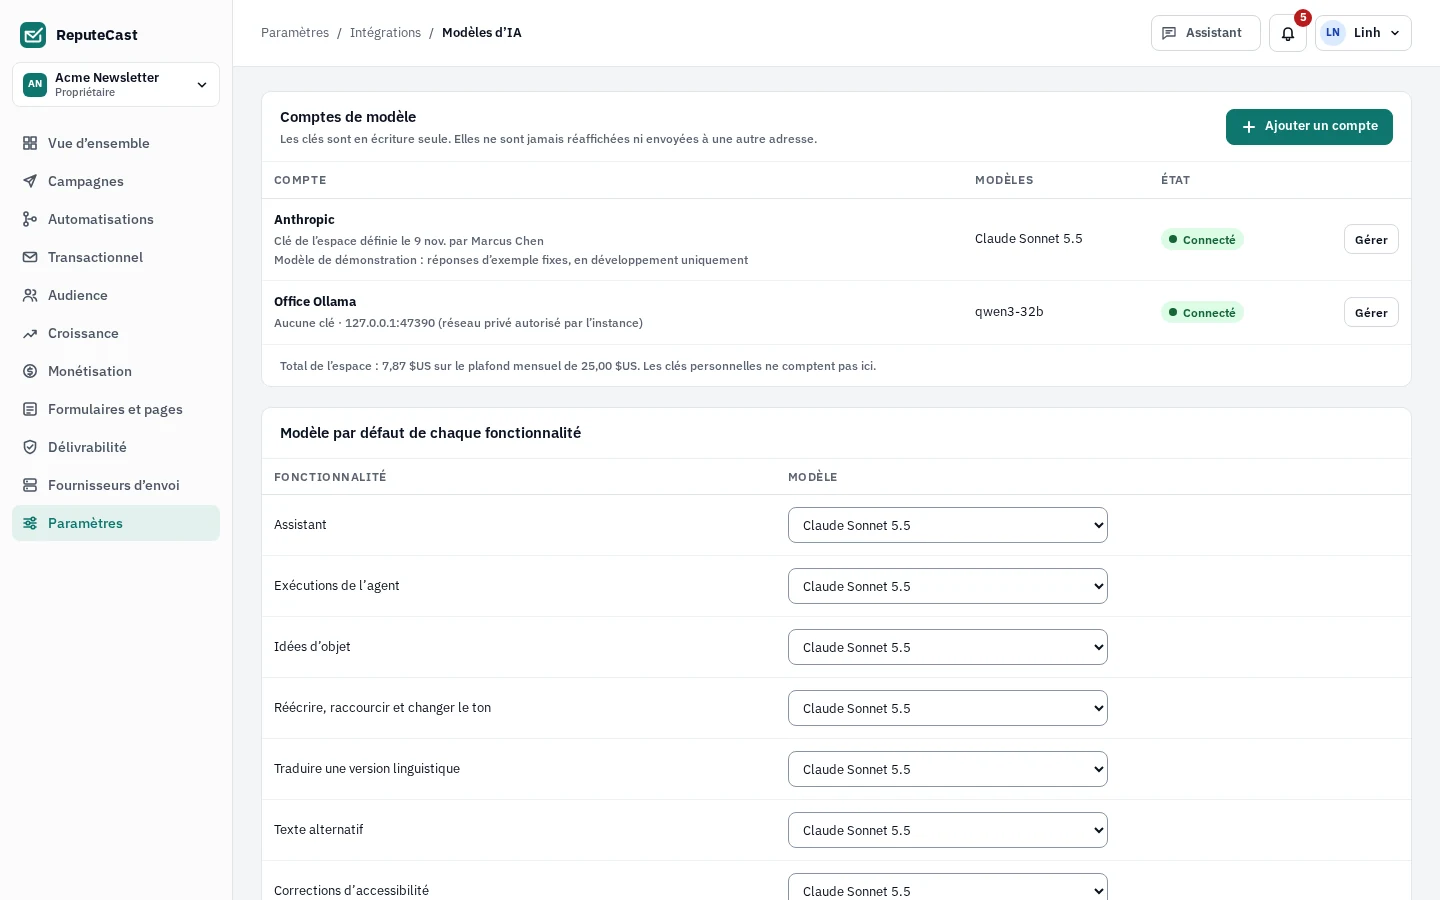 ReputeCast
AN
Acme Newsletter
Propriétaire
Vue d’ensemble
Campagnes
Automatisations
Transactionnel
Audience
Croissance
Monétisation
Formulaires et pages
Délivrabilité
Fournisseurs d’envoi
Paramètres
Paramètres / Intégrations / Modèles d’IA
Assistant
5
LN
Linh
Comptes de modèle
Les clés sont en écriture seule. Elles ne sont jamais réaffichées ni envoyées à une autre adresse.
Ajouter un compte
COMPTE MODÈLES ÉTAT
Anthropic
Clé de l’espace définie le 9 nov. par Marcus Chen
Modèle de démonstration : réponses d’exemple fixes, en développement uniquement
Claude Sonnet 5.5
Connecté
Gérer
Office Ollama
Aucune clé · 127.0.0.1:47390 (réseau privé autorisé par l’instance)
qwen3-32b
Connecté
Gérer
Total de l’espace : 7,87 $US sur le plafond mensuel de 25,00 $US. Les clés personnelles ne comptent pas ici.
Modèle par défaut de chaque fonctionnalité
FONCTIONNALITÉ MODÈLE
Assistant Claude Sonnet 5.5
Exécutions de l’agent Claude Sonnet 5.5
Idées d’objet Claude Sonnet 5.5
Réécrire, raccourcir et changer le ton Claude Sonnet 5.5
Traduire une version linguistique Claude Sonnet 5.5
Texte alternatif Claude Sonnet 5.5
Corrections d’accessibilité Claude Sonnet 5.5